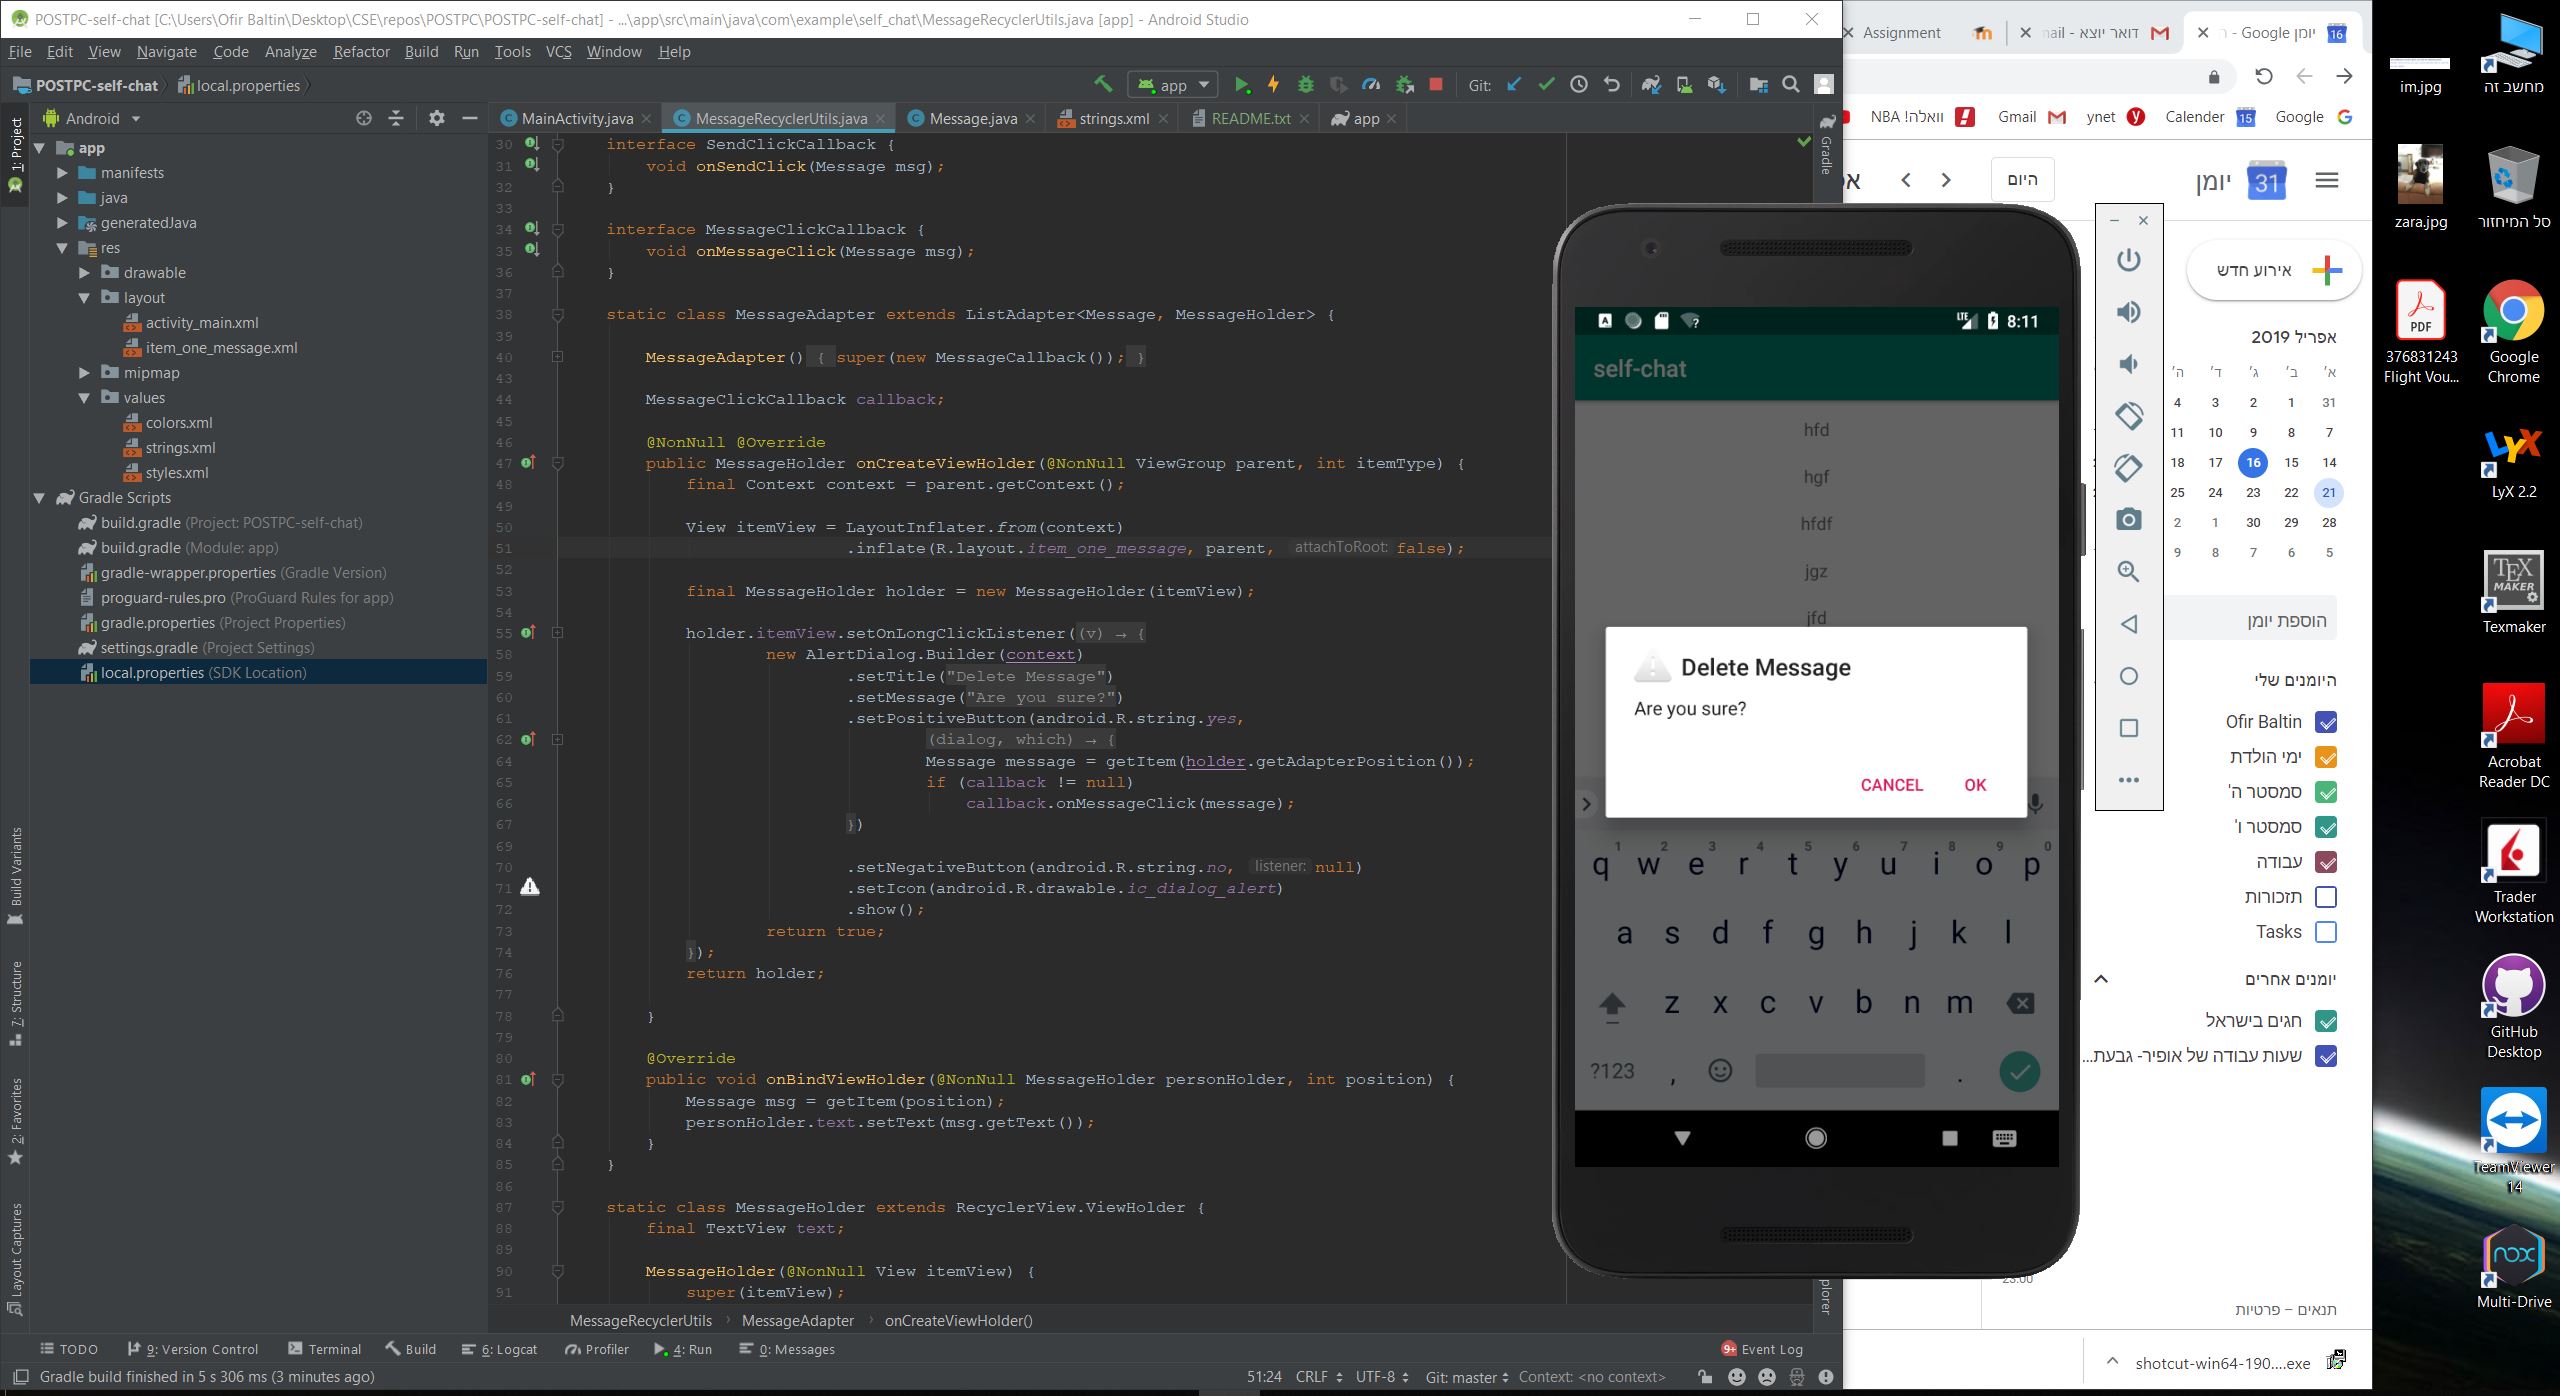 POSTPC-self-chat [C:\Users\Ofir Baltin\Desktop\CSE\repos\POSTPC\POSTPC-self-chat] - ...\app\src\main\java\com\example\self_chat\MessageRecyclerUtils.java [app] - Android Studio
File Edit View Navigate Code Analyze Refactor Build Run Tools VCS Window Help
POSTPC-self-chat local.properties
app
Git:
1: Project
Android
MainActivity.java MessageRecyclerUtils.java Message.java strings.xml README.txt app
app
manifests
java
generatedJava
res
drawable
layout
activity_main.xml
item_one_message.xml
mipmap
values
colors.xml
strings.xml
styles.xml
Gradle Scripts
build.gradle (Project: POSTPC-self-chat)
build.gradle (Module: app)
gradle-wrapper.properties (Gradle Version)
proguard-rules.pro (ProGuard Rules for app)
gradle.properties (Project Properties)
settings.gradle (Project Settings)
local.properties (SDK Location)
Build Variants
7: Structure
2: Favorites
Layout Captures
30 interface SendClickCallback {
31 void onSendClick(Message msg);
32 }
33
34 interface MessageClickCallback {
35 void onMessageClick(Message msg);
36 }
37
38 static class MessageAdapter extends ListAdapter<Message, MessageHolder> {
39
40 MessageAdapter() { super(new MessageCallback()); }
43
44 MessageClickCallback callback;
45
46 @NonNull @Override
47 public MessageHolder onCreateViewHolder(@NonNull ViewGroup parent, int itemType) {
48 final Context context = parent.getContext();
49
50 View itemView = LayoutInflater.from(context)
51 .inflate(R.layout.item_one_message, parent, attachToRoot: false);
52
53 final MessageHolder holder = new MessageHolder(itemView);
54
55 holder.itemView.setOnLongClickListener((v) → {
58 new AlertDialog.Builder(context)
59 .setTitle("Delete Message")
60 .setMessage("Are you sure?")
61 .setPositiveButton(android.R.string.yes,
62 (dialog, which) → {
64 Message message = getItem(holder.getAdapterPosition());
65 if (callback != null)
66 callback.onMessageClick(message);
67 })
69
70 .setNegativeButton(android.R.string.no, listener: null)
71 .setIcon(android.R.drawable.ic_dialog_alert)
72 .show();
73 return true;
74 });
76 return holder;
77
78 }
79
80 @Override
81 public void onBindViewHolder(@NonNull MessageHolder personHolder, int position) {
82 Message msg = getItem(position);
83 personHolder.text.setText(msg.getText());
84 }
85 }
86
87 static class MessageHolder extends RecyclerView.ViewHolder {
88 final TextView text;
89
90 MessageHolder(@NonNull View itemView) {
91 super(itemView);
MessageRecyclerUtils › MessageAdapter › onCreateViewHolder()
TODO 9: Version Control Terminal Build 6: Logcat Profiler 4: Run 0: Messages
9+ Event Log
Gradle build finished in 5 s 306 ms (3 minutes ago)
51:24 CRLF UTF-8 Git: master Context: <no context>
Gradle
LTE 8:11
self-chat
hfd
hgf
hfdf
jgz
jfd
Delete Message
Are you sure?
CANCEL OK
1 2 3 4 5 6 7 8 9 0
q w e r t y u i o p
a s d f g h j k l
z x c v b n m
?123 , .
Assignment
דואר יוצא -
יומן Google -
וואלה! NBA
Gmail
ynet
Calender
Google
היום
31 יומן
אירוע חדש
אפריל 2019
א׳ ב׳ ג׳ ד׳ ה׳
31 1 2 3 4
7 8 9 10 11
14 15 16 17 18
21 22 23 24 25
28 29 30 1 2
5 6 7 8 9
הוספת יומן
היומנים שלי
Ofir Baltin
ימי הולדת
סמסטר ה'
סמסטר ו'
עבודה
תזכורות
Tasks
יומנים אחרים
חגים בישראל
שעות עבודה של אופיר- גבעת...
23:00
תנאים – פרטיות
shotcut-win64-190....exe
im.jpg
מחשב זה
zara.jpg
סל המיחזור
PDF
376831243
Flight Vou...
Google
Chrome
LyX
LyX 2.2
TEX
MAKER
Texmaker
Acrobat
Reader DC
Trader
Workstation
GitHub
Desktop
TeamViewer
14
nox
Multi-Drive